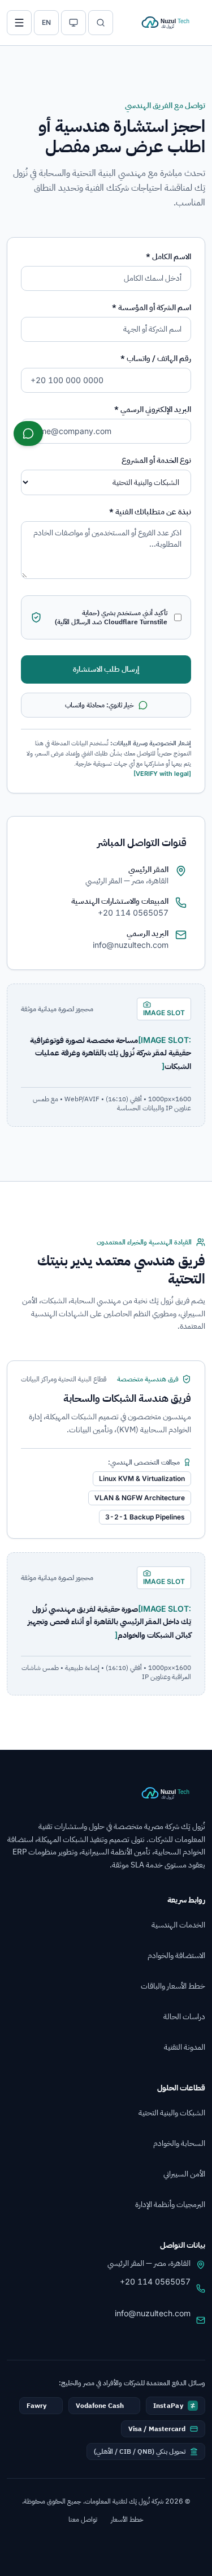 Nuzul Tech
نُزول تِك
EN
تواصل مع الفريق الهندسي
احجز استشارة هندسية أو
اطلب عرض سعر مفصل
تحدث مباشرة مع مهندسي البنية التحتية والسحابة في نُزول
تِك لمناقشة احتياجات شركتك الفنية وتحديد النطاق
المناسب.
الاسم الكامل *
أدخل اسمك الكامل
اسم الشركة أو المؤسسة *
اسم الشركة أو الجهة
رقم الهاتف / واتساب *
+20 100 000 0000
البريد الإلكتروني الرسمي *
me@company.com
نوع الخدمة أو المشروع
الشبكات والبنية التحتية
نبذة عن متطلباتك الفنية *
اذكر عدد الفروع أو المستخدمين أو مواصفات الخادم
المطلوبة...
تأكيد أنني مستخدم بشري (حماية
Cloudflare Turnstile ضد الرسائل الآلية)
إرسال طلب الاستشارة
خيار ثانوي: محادثة واتساب
إشعار الخصوصية وسرية البيانات: تُستخدم البيانات المدخلة في هذا
النموذج حصرياً للتواصل معك بشأن طلبك الفني وإعداد عرض السعر، ولا
يتم بيعها أو مشاركتها مع أي جهات تسويقية خارجية.
[VERIFY with legal]
قنوات التواصل المباشر
المقر الرئيسي
القاهرة، مصر — المقر الرئيسي
المبيعات والاستشارات الهندسية
+20 114 0565057
البريد الرسمي
info@nuzultech.com
IMAGE SLOT
محجوز لصورة ميدانية موثقة
[IMAGE SLOT: مساحة مخصصة لصورة فوتوغرافية
حقيقية لمقر شركة نُزول تِك بالقاهرة وغرفة عمليات
الشبكات]
1600×1000px • أفقي (16:10) • WebP/AVIF • مع طمس
عناوين IP والبيانات الحساسة
القيادة الهندسية والخبراء المعتمدون
فريق هندسي معتمد يدير بنيتك
التحتية
يضم فريق نُزول تِك نخبة من مهندسي السحابة، الشبكات، الأمن
السيبراني، ومطوري النظم الحاصلين على الشهادات الهندسية
المعتمدة.
فرق هندسية متخصصة
قطاع البنية التحتية ومراكز البيانات
فريق هندسة الشبكات والسحابة
مهندسون متخصصون في تصميم الشبكات المهيكلة، إدارة
الخوادم السحابية (KVM)، وتأمين البيانات.
مجالات التخصص الهندسي:
Linux KVM & Virtualization
VLAN & NGFW Architecture
3-2-1 Backup Pipelines
IMAGE SLOT
محجوز لصورة ميدانية موثقة
[IMAGE SLOT: صورة حقيقية لفريق مهندسي نُزول
تِك داخل المقر الرئيسي بالقاهرة أو أثناء فحص وتجهيز
كبائن الشبكات والخوادم]
1600×1000px • أفقي (16:10) • إضاءة طبيعية • طمس شاشات
المراقبة وعناوين IP
Nuzul Tech
نُزول تِك
نُزول تِك شركة مصرية متخصصة في حلول واستشارات تقنية
المعلومات للشركات. نتولى تصميم وتنفيذ الشبكات المهيكلة، استضافة
الخوادم السحابية، تأمين الأنظمة السيبرانية، وتطوير منظومات ERP
بعقود مستوى خدمة SLA موثقة.
روابط سريعة
الخدمات الهندسية
الاستضافة والخوادم
خطط الأسعار والباقات
دراسات الحالة
المدونة التقنية
قطاعات الحلول
الشبكات والبنية التحتية
السحابة والخوادم
الأمن السيبراني
البرمجيات وأنظمة الإدارة
بيانات التواصل
القاهرة، مصر — المقر الرئيسي
+20 114 0565057
info@nuzultech.com
وسائل الدفع المعتمدة للشركات والأفراد في مصر والخليج:
InstaPay
Vodafone Cash
Fawry
Visa / Mastercard
تحويل بنكي (CIB / QNB / الأهلي)
© 2026 شركة نُزول تِك لتقنية المعلومات. جميع الحقوق محفوظة.
خطط الأسعار
تواصل معنا